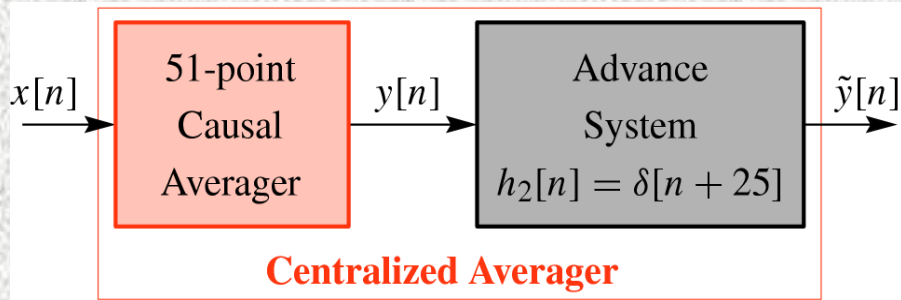 x[n]
51-point
Causal
Averager
y[n]
Advance
System
h₂[n] = δ[n + 25]
ỹ[n]
Centralized Averager